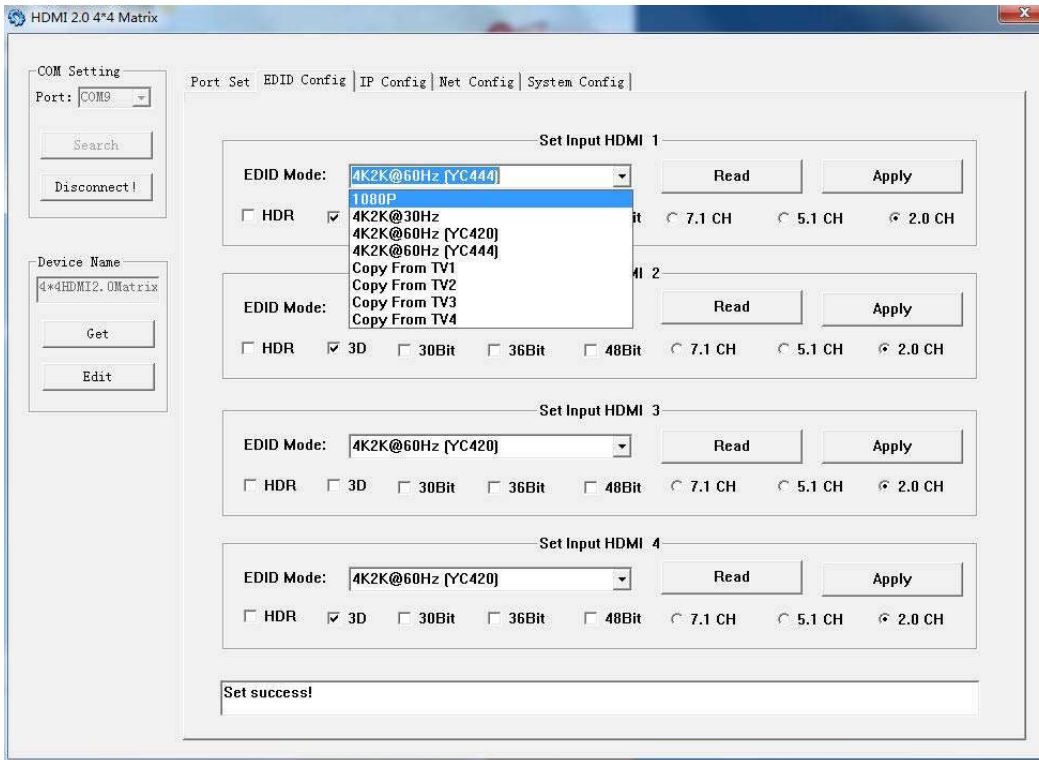 HDMI 2.0 4*4 Matrix
x
COM Setting
Port: COM9
Search
Disconnect!
Device Name
4*4HDMI2.0Matrix
Get
Edit
Port Set EDID Config IP Config Net Config System Config
Set Input HDMI 1
EDID Mode: 4K2K@60Hz (YC444) Read Apply
1080P
4K2K@30Hz
4K2K@60Hz (YC420)
4K2K@60Hz (YC444)
Copy From TV1
Copy From TV2
Copy From TV3
Copy From TV4
HDR 7.1 CH 5.1 CH 2.0 CH
2
EDID Mode: Read Apply
HDR 3D 30Bit 36Bit 48Bit 7.1 CH 5.1 CH 2.0 CH
Set Input HDMI 3
EDID Mode: 4K2K@60Hz (YC420) Read Apply
HDR 3D 30Bit 36Bit 48Bit 7.1 CH 5.1 CH 2.0 CH
Set Input HDMI 4
EDID Mode: 4K2K@60Hz (YC420) Read Apply
HDR 3D 30Bit 36Bit 48Bit 7.1 CH 5.1 CH 2.0 CH
Set success!